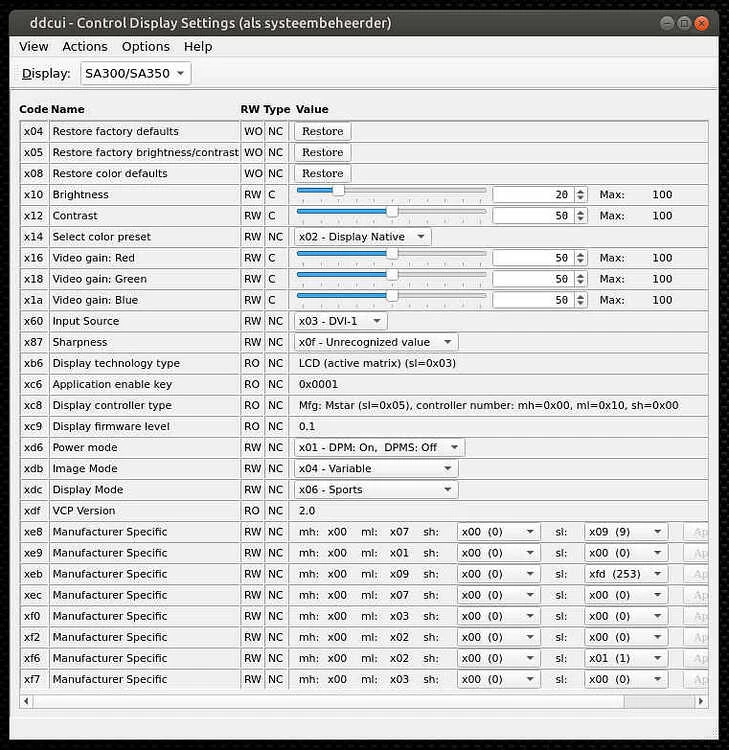 ddcui - Control Display Settings (als systeembeheerder)
View Actions Options Help
Display: SA300/SA350
Code Name RW Type Value
x04 Restore factory defaults WO NC Restore
x05 Restore factory brightness/contrast WO NC Restore
x08 Restore color defaults WO NC Restore
x10 Brightness RW C 20 Max: 100
x12 Contrast RW C 50 Max: 100
x14 Select color preset RW NC x02 - Display Native
x16 Video gain: Red RW C 50 Max: 100
x18 Video gain: Green RW C 50 Max: 100
x1a Video gain: Blue RW C 50 Max: 100
x60 Input Source RW NC x03 - DVI-1
x87 Sharpness RW NC x0f - Unrecognized value
xb6 Display technology type RO NC LCD (active matrix) (sl=0x03)
xc6 Application enable key RO NC 0x0001
xc8 Display controller type RO NC Mfg: Mstar (sl=0x05), controller number: mh=0x00, ml=0x10, sh=0x00
xc9 Display firmware level RO NC 0.1
xd6 Power mode RW NC x01 - DPM: On, DPMS: Off
xdb Image Mode RW NC x04 - Variable
xdc Display Mode RW NC x06 - Sports
xdf VCP Version RO NC 2.0
xe8 Manufacturer Specific RW NC mh: x00 ml: x07 sh: x00 (0) sl: x09 (9) Ap
xe9 Manufacturer Specific RW NC mh: x00 ml: x01 sh: x00 (0) sl: x00 (0) Ap
xeb Manufacturer Specific RW NC mh: x00 ml: x09 sh: x00 (0) sl: xfd (253) Ap
xec Manufacturer Specific RW NC mh: x00 ml: x07 sh: x00 (0) sl: x00 (0) Ap
xf0 Manufacturer Specific RW NC mh: x00 ml: x03 sh: x00 (0) sl: x00 (0) Ap
xf2 Manufacturer Specific RW NC mh: x00 ml: x02 sh: x00 (0) sl: x00 (0) Ap
xf6 Manufacturer Specific RW NC mh: x00 ml: x02 sh: x00 (0) sl: x01 (1) Ap
xf7 Manufacturer Specific RW NC mh: x00 ml: x03 sh: x00 (0) sl: x00 (0) Ap